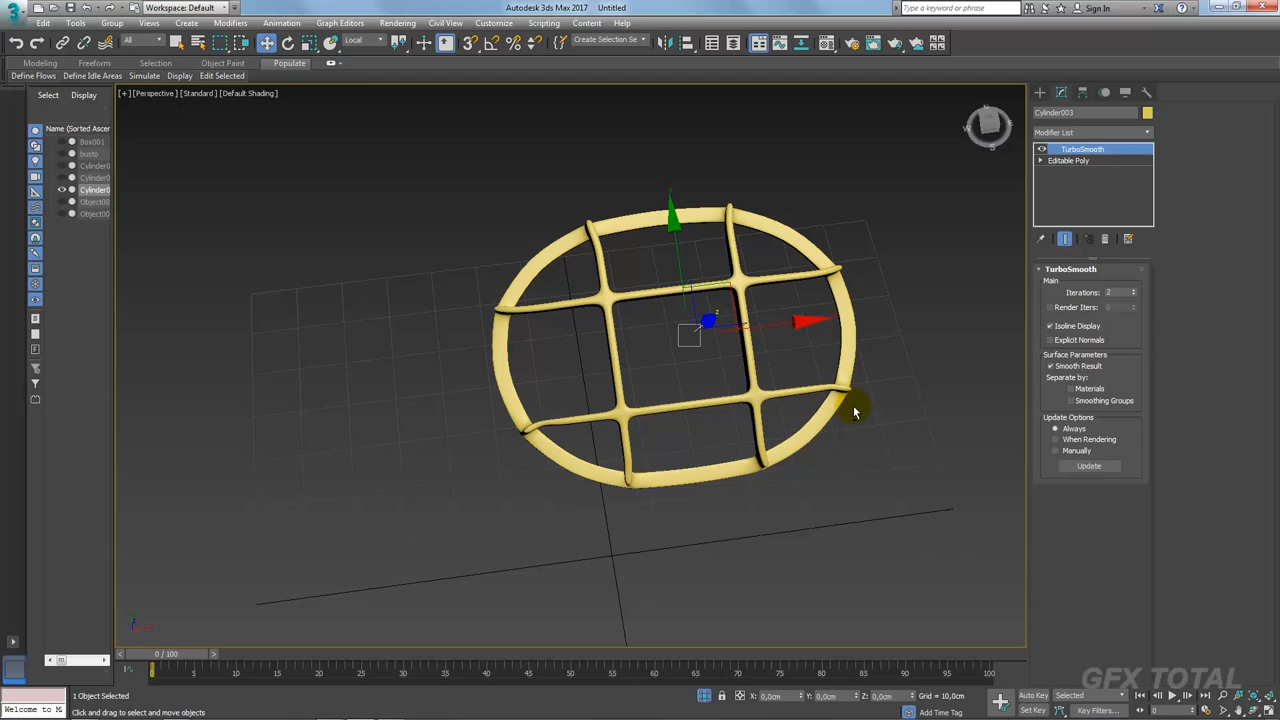 Workspace: Default
Autodesk 3ds Max 2017 Untitled
Type a keyword or phrase
Sign In
Edit Tools Group Views Create Modifiers Animation Graph Editors Rendering Civil View Customize Scripting Content Help
All
Local
Create Selection Se
Modeling Freeform Selection Object Paint Populate
Define Flows Define Idle Areas Simulate Display Edit Selected
Select Display
Name (Sorted Ascen
Box001
busto
Cylinder0
Cylinder0
Cylinder0
Object00
Object00
[+] [Perspective] [Standard] [Default Shading]
Cylinder003
Modifier List
TurboSmooth
Editable Poly
TurboSmooth
Main
Iterations: 2
Render Iters: 0
Isoline Display
Explicit Normals
Surface Parameters
Smooth Result
Separate by:
Materials
Smoothing Groups
Update Options
Always
When Rendering
Manually
Update
0 / 100
0 5 10 15 20 25 30 35 40 45 50 55 60 65 70 75 80 85 90 95 100
GFX TOTAL
1 Object Selected
X: 0,0cm Y: 0,0cm Z: 0,0cm Grid = 10,0cm
Auto Key Selected
Welcome to M
Click and drag to select and move objects
Add Time Tag
Set Key Key Filters...
0